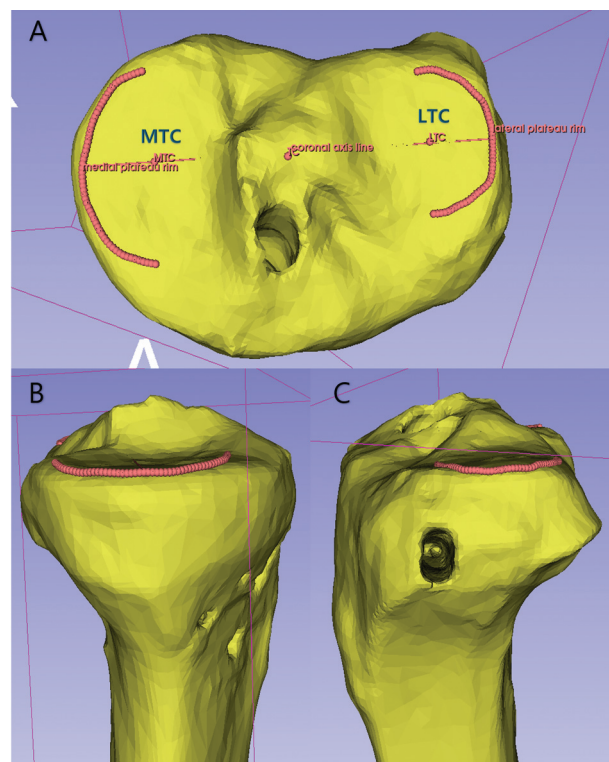 A
MTC
LTC
MTC
medial plateau rim
coronal axis line
LTC
lateral plateau rim
B
C